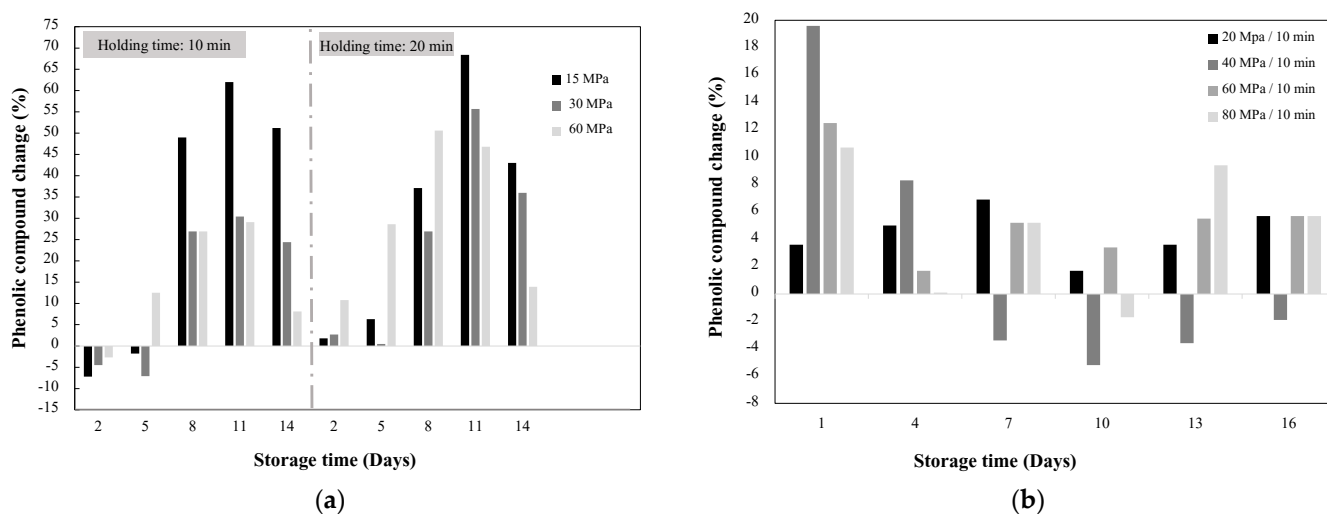 75
70
65
60
55
50
45
40
35
30
25
20
15
10
5
0
-5
-10
-15
Phenolic compound change (%)
Holding time: 10 min
Holding time: 20 min
15 MPa
30 MPa
60 MPa
2 5 8 11 14 2 5 8 11 14
Storage time (Days)
(a)
20
18
16
14
12
10
8
6
4
2
0
-2
-4
-6
-8
Phenolic compound change (%)
20 Mpa / 10 min
40 MPa / 10 min
60 MPa / 10 min
80 MPa / 10 min
1 4 7 10 13 16
Storage time (Days)
(b)